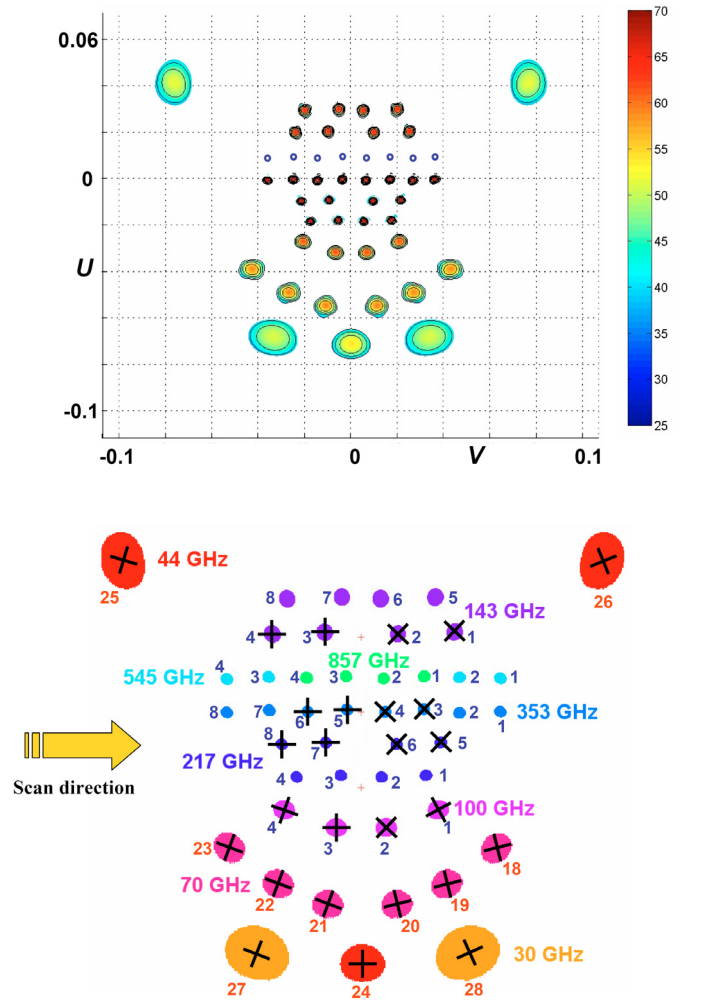 70
0.06
65
60
55
0
50
45
40
U
35
30
-0.1
25
-0.1 0 V 0.1
44 GHz
25 26
8 7 6 5
143 GHz
4 3 2 1
857 GHz
4
545 GHz 3 4 3 2 1 2 1
8 7 6 5 4 3 353 GHz
2 1
8 7 6 5
217 GHz
Scan direction
4 3 2 1
100 GHz
4 3 2 1
23 18
70 GHz
22 21 20 19
30 GHz
27 24 28